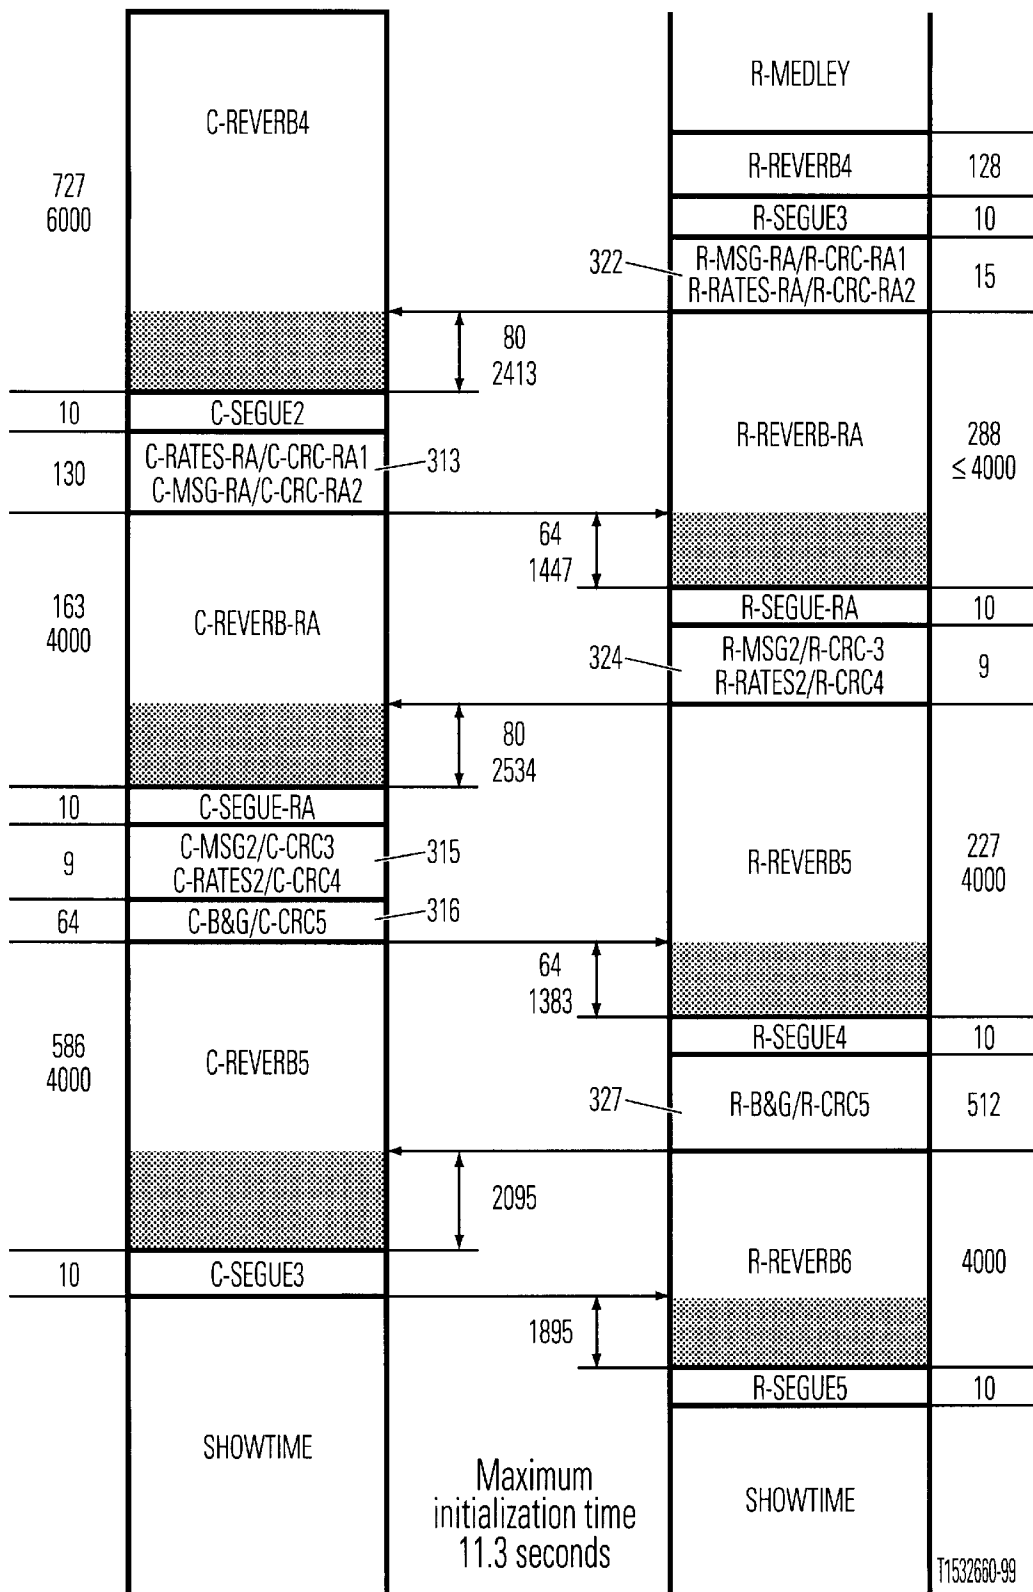 C-REVERB4
727
6000
80
2413
10
C-SEGUE2
130
C-RATES-RA/C-CRC-RA1
C-MSG-RA/C-CRC-RA2
313
163
4000
C-REVERB-RA
80
2534
10
C-SEGUE-RA
9
C-MSG2/C-CRC3
C-RATES2/C-CRC4
315
64
C-B&G/C-CRC5
316
586
4000
C-REVERB5
2095
10
C-SEGUE3
SHOWTIME
R-MEDLEY
R-REVERB4
128
R-SEGUE3
10
322
R-MSG-RA/R-CRC-RA1
R-RATES-RA/R-CRC-RA2
15
R-REVERB-RA
288
≤ 4000
64
1447
R-SEGUE-RA
10
324
R-MSG2/R-CRC-3
R-RATES2/R-CRC4
9
R-REVERB5
227
4000
64
1383
R-SEGUE4
10
327
R-B&G/R-CRC5
512
R-REVERB6
4000
1895
R-SEGUE5
10
SHOWTIME
Maximum
initialization time
11.3 seconds
T1532660-99